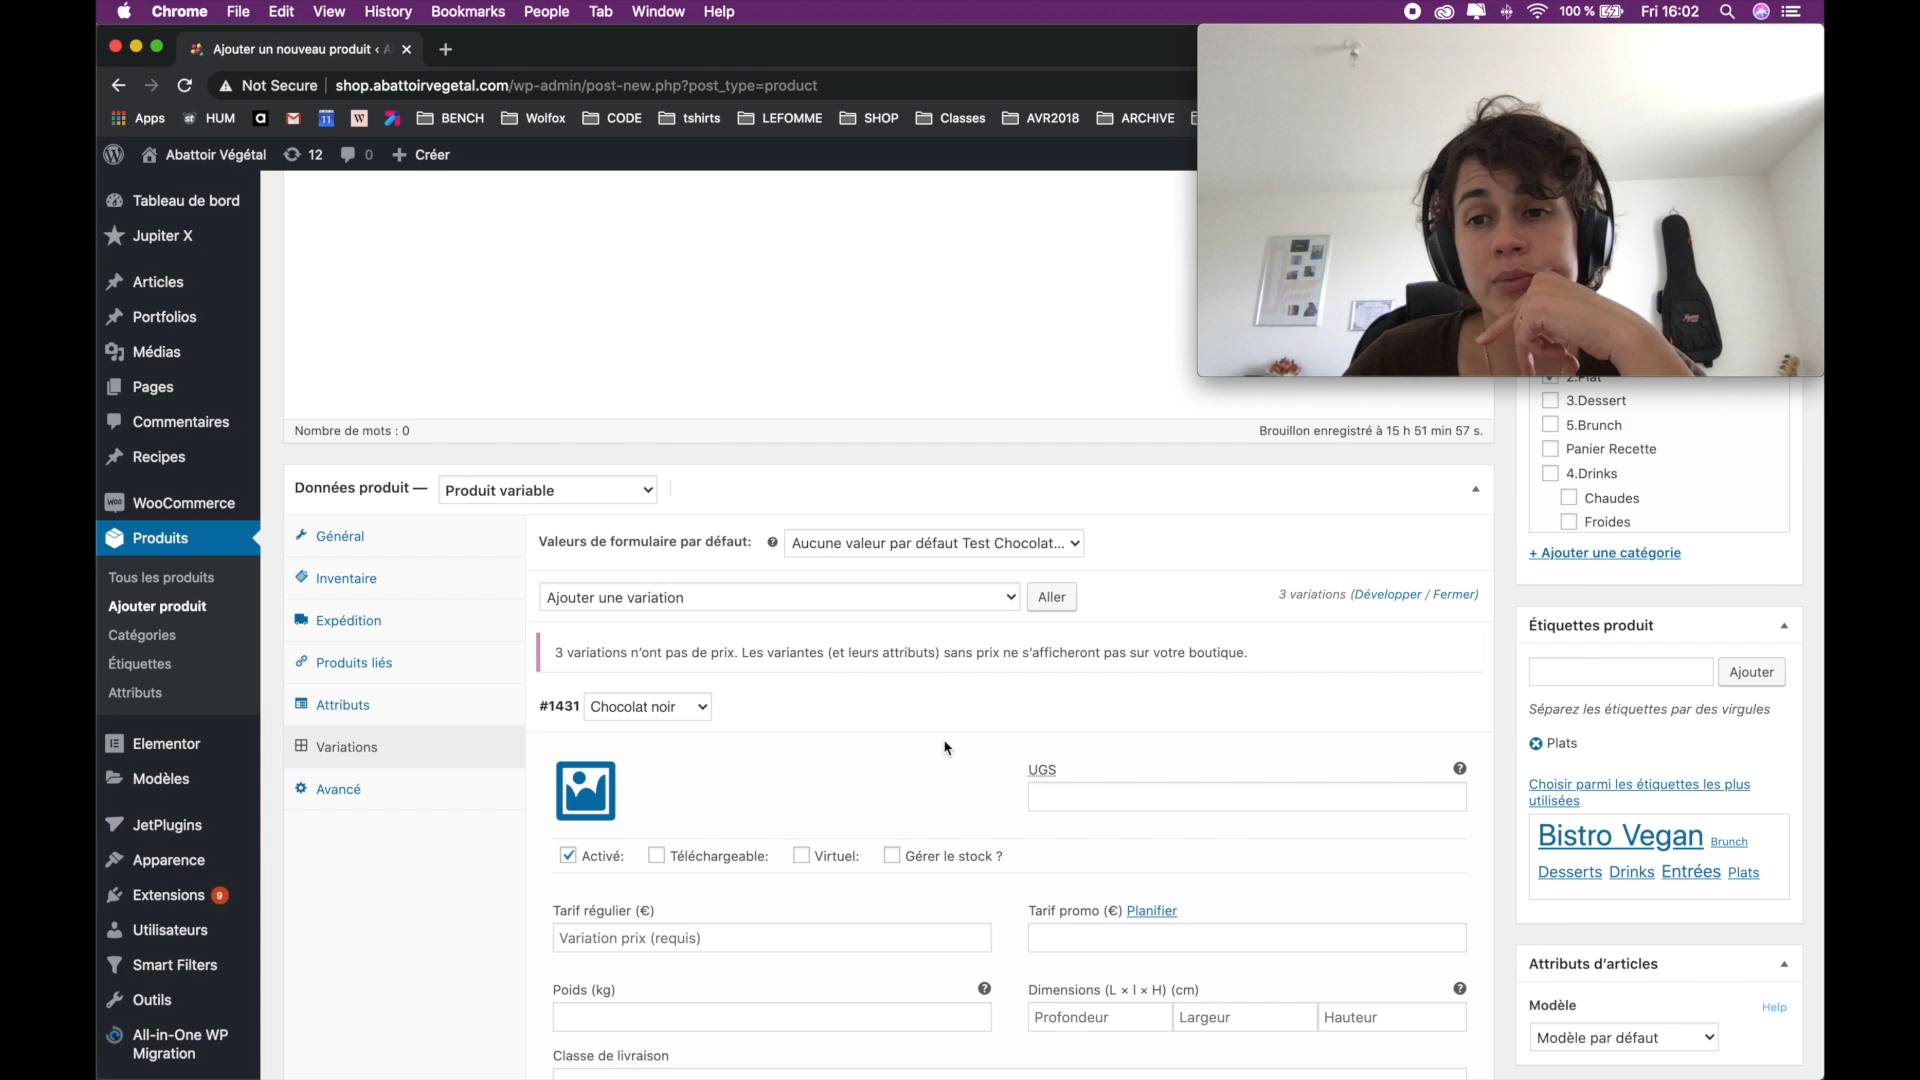 Chrome File Edit View History Bookmarks People Tab Window Help
100 % Fri 16:02
Ajouter un nouveau produit ‹ A
Not Secure shop.abattoirvegetal.com/wp-admin/post-new.php?post_type=product
Apps HUM BENCH Wolfox CODE tshirts LEFOMME SHOP Classes AVR2018 ARCHIVE
Abattoir Végétal 12 0 Créer
Tableau de bord
Jupiter X
Articles
Portfolios
Médias
Pages
Commentaires
Recipes
WooCommerce
Produits
Tous les produits
Ajouter produit
Catégories
Étiquettes
Attributs
Elementor
Modèles
JetPlugins
Apparence
Extensions 9
Utilisateurs
Smart Filters
Outils
All-in-One WP
Migration
Nombre de mots : 0
Brouillon enregistré à 15 h 51 min 57 s.
Données produit —
Produit variable
Général
Inventaire
Expédition
Produits liés
Attributs
Variations
Avancé
Valeurs de formulaire par défaut:
Aucune valeur par défaut Test Chocolat...
Ajouter une variation
Aller
3 variations (Développer / Fermer)
3 variations n’ont pas de prix. Les variantes (et leurs attributs) sans prix ne s’afficheront pas sur votre boutique.
#1431 Chocolat noir
UGS
Activé: Téléchargeable: Virtuel: Gérer le stock ?
Tarif régulier (€)
Variation prix (requis)
Tarif promo (€) Planifier
Poids (kg)
Dimensions (L × l × H) (cm)
Profondeur Largeur Hauteur
Classe de livraison
2.Plat
3.Dessert
5.Brunch
Panier Recette
4.Drinks
Chaudes
Froides
+ Ajouter une catégorie
Étiquettes produit
Ajouter
Séparez les étiquettes par des virgules
Plats
Choisir parmi les étiquettes les plus
utilisées
Bistro Vegan Brunch
Desserts Drinks Entrées Plats
Attributs d’articles
Modèle
Help
Modèle par défaut